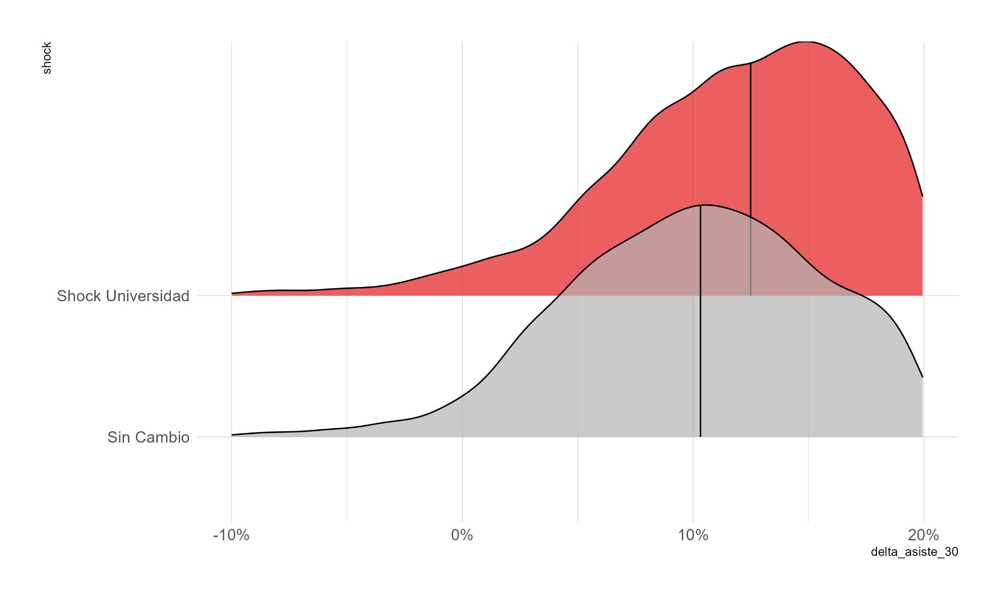 shock
Shock Universidad
Sin Cambio
-10%
0%
10%
20%
delta_asiste_30